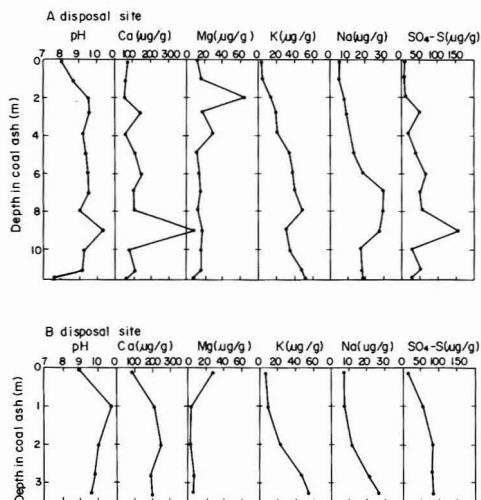 A disposal site
pH Ca(µg/g) Mg(µg/g) K(µg/g) Na(µg/g) SO₄-S(µg/g)
7 8 9 10 0 100 200 300 0 20 40 60 0 20 40 60 0 10 20 30 0 50 100 150
0
2
4
6
8
10
Depth in coal ash (m)
B disposal site
pH Ca(µg/g) Mg(µg/g) K(µg/g) Na(µg/g) SO₄-S(µg/g)
7 8 9 10 0 100 200 300 0 20 40 60 0 20 40 60 0 10 20 30 0 50 100 150
0
1
2
3
Depth in coal ash (m)